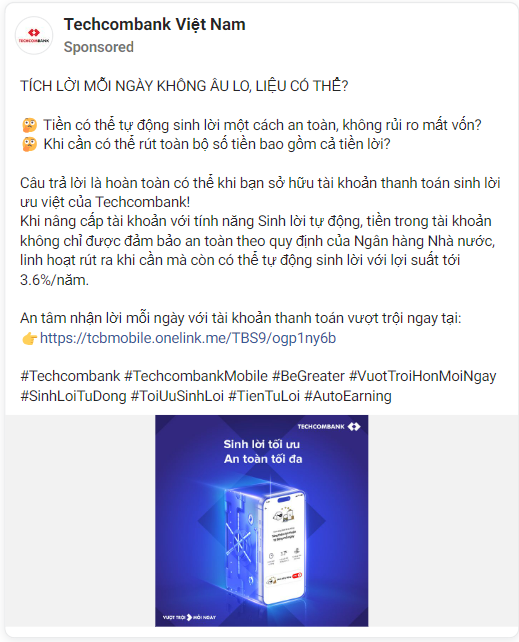 TECHCOMBANK
Techcombank Việt Nam
Sponsored
TÍCH LỜI MỖI NGÀY KHÔNG ÂU LO, LIỆU CÓ THỂ?
🤔 Tiền có thể tự động sinh lời một cách an toàn, không rủi ro mất vốn?
🤔 Khi cần có thể rút toàn bộ số tiền bao gồm cả tiền lời?
Câu trả lời là hoàn toàn có thể khi bạn sở hữu tài khoản thanh toán sinh lời
ưu việt của Techcombank!
Khi nâng cấp tài khoản với tính năng Sinh lời tự động, tiền trong tài khoản
không chỉ được đảm bảo an toàn theo quy định của Ngân hàng Nhà nước,
linh hoạt rút ra khi cần mà còn có thể tự động sinh lời với lợi suất tới
3.6%/năm.
An tâm nhận lời mỗi ngày với tài khoản thanh toán vượt trội ngay tại:
👉https://tcbmobile.onelink.me/TBS9/ogp1ny6b
#Techcombank #TechcombankMobile #BeGreater #VuotTroiHonMoiNgay
#SinhLoiTuDong #ToiUuSinhLoi #TienTuLoi #AutoEarning
TECHCOMBANK
Sinh lời tối ưu
An toàn tối đa
VƯỢT TRỘI MỖI NGÀY